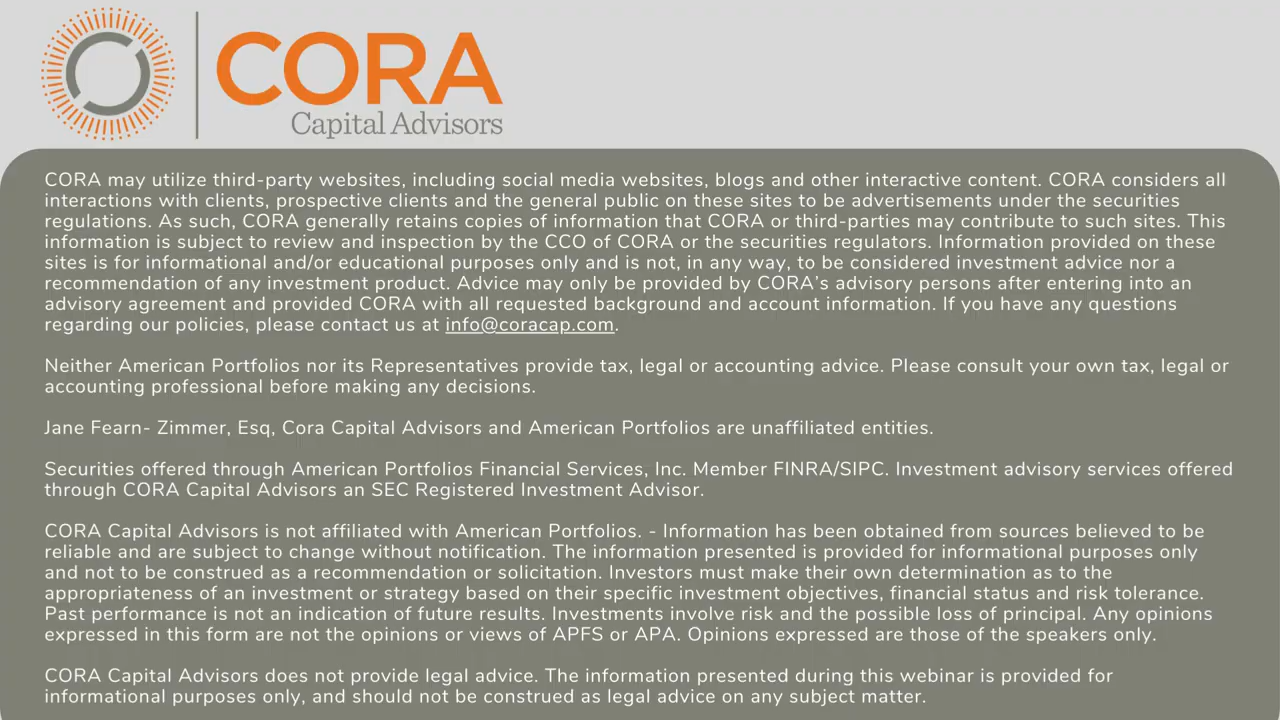 CORA
Capital Advisors
CORA may utilize third-party websites, including social media websites, blogs and other interactive content. CORA considers all
interactions with clients, prospective clients and the general public on these sites to be advertisements under the securities
regulations. As such, CORA generally retains copies of information that CORA or third-parties may contribute to such sites. This
information is subject to review and inspection by the CCO of CORA or the securities regulators. Information provided on these
sites is for informational and/or educational purposes only and is not, in any way, to be considered investment advice nor a
recommendation of any investment product. Advice may only be provided by CORA's advisory persons after entering into an
advisory agreement and provided CORA with all requested background and account information. If you have any questions
regarding our policies, please contact us at info@coracap.com.
Neither American Portfolios nor its Representatives provide tax, legal or accounting advice. Please consult your own tax, legal or
accounting professional before making any decisions.
Jane Fearn- Zimmer, Esq, Cora Capital Advisors and American Portfolios are unaffiliated entities.
Securities offered through American Portfolios Financial Services, Inc. Member FINRA/SIPC. Investment advisory services offered
through CORA Capital Advisors an SEC Registered Investment Advisor.
CORA Capital Advisors is not affiliated with American Portfolios. - Information has been obtained from sources believed to be
reliable and are subject to change without notification. The information presented is provided for informational purposes only
and not to be construed as a recommendation or solicitation. Investors must make their own determination as to the
appropriateness of an investment or strategy based on their specific investment objectives, financial status and risk tolerance.
Past performance is not an indication of future results. Investments involve risk and the possible loss of principal. Any opinions
expressed in this form are not the opinions or views of APFS or APA. Opinions expressed are those of the speakers only.
CORA Capital Advisors does not provide legal advice. The information presented during this webinar is provided for
informational purposes only, and should not be construed as legal advice on any subject matter.